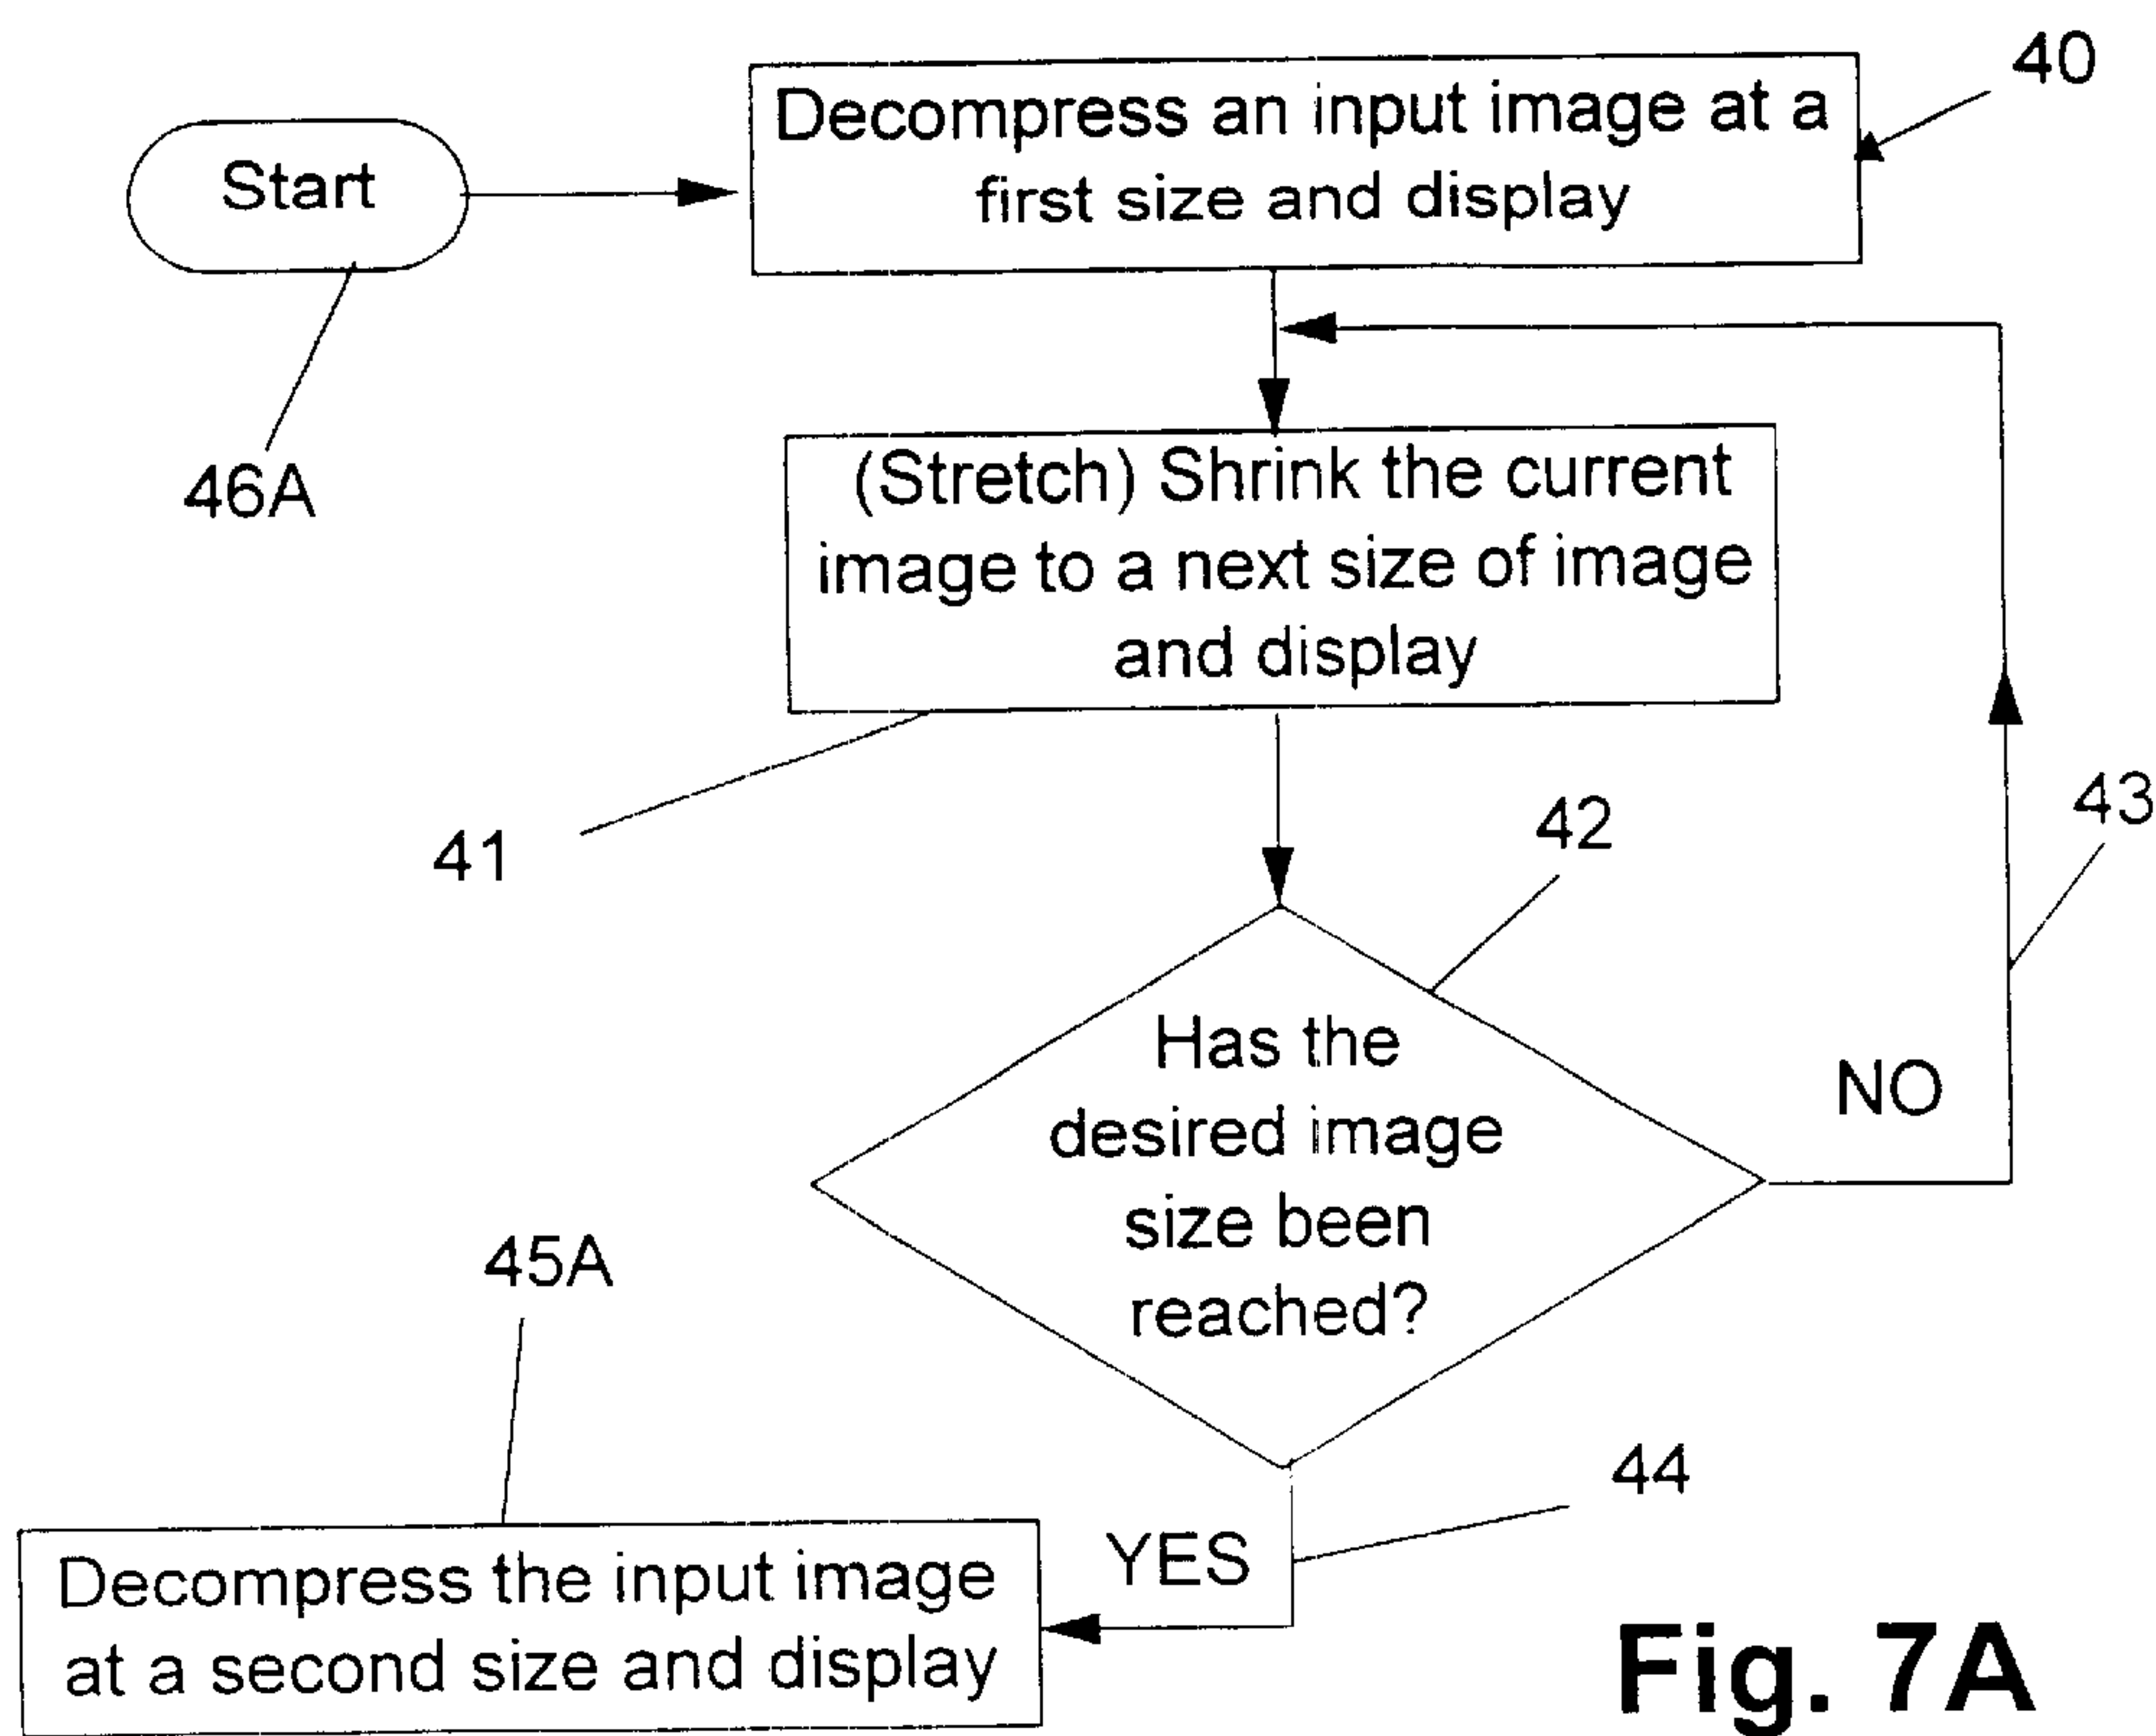 40
Decompress an input image at a
first size and display
Start
46A
(Stretch) Shrink the current
image to a next size of image
and display
41
42
43
Has the
desired image
size been
reached?
NO
45A
44
YES
Decompress the input image
at a second size and display
Fig. 7A